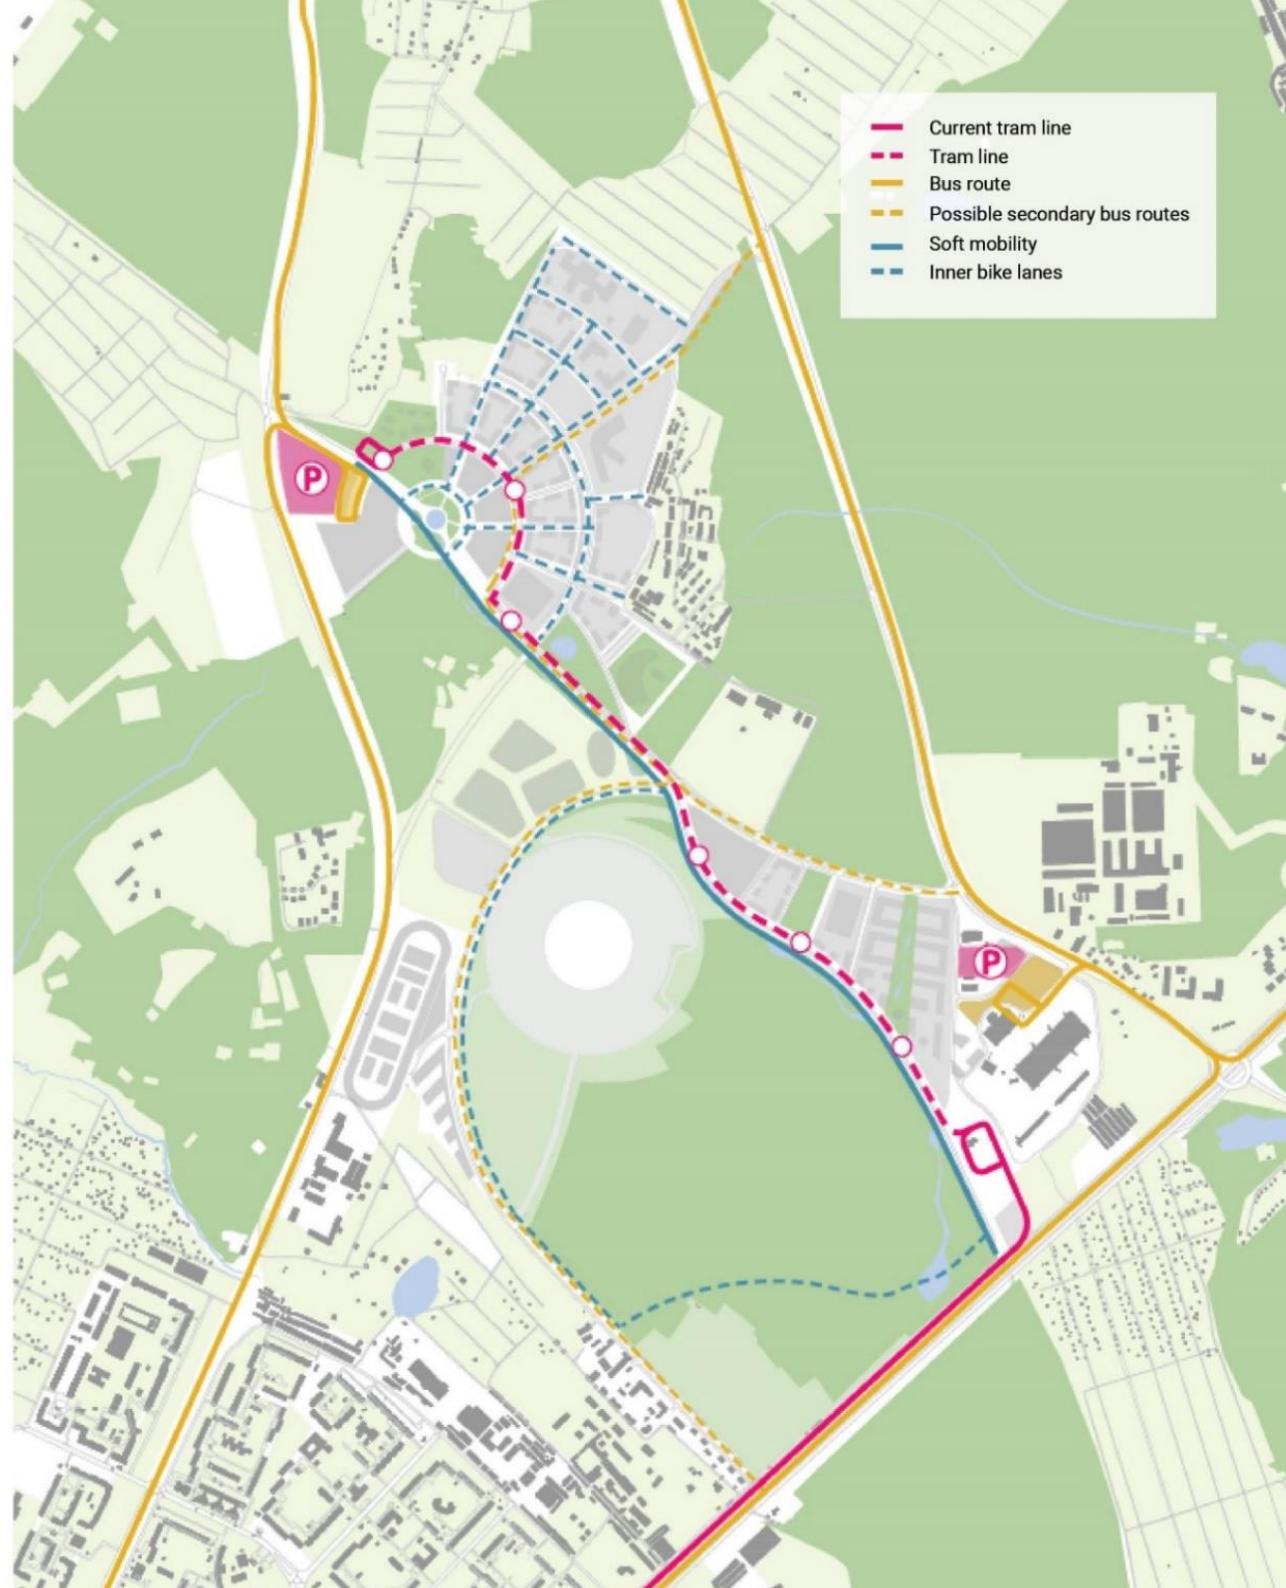 Current tram line
Tram line
Bus route
Possible secondary bus routes
Soft mobility
Inner bike lanes
P
P